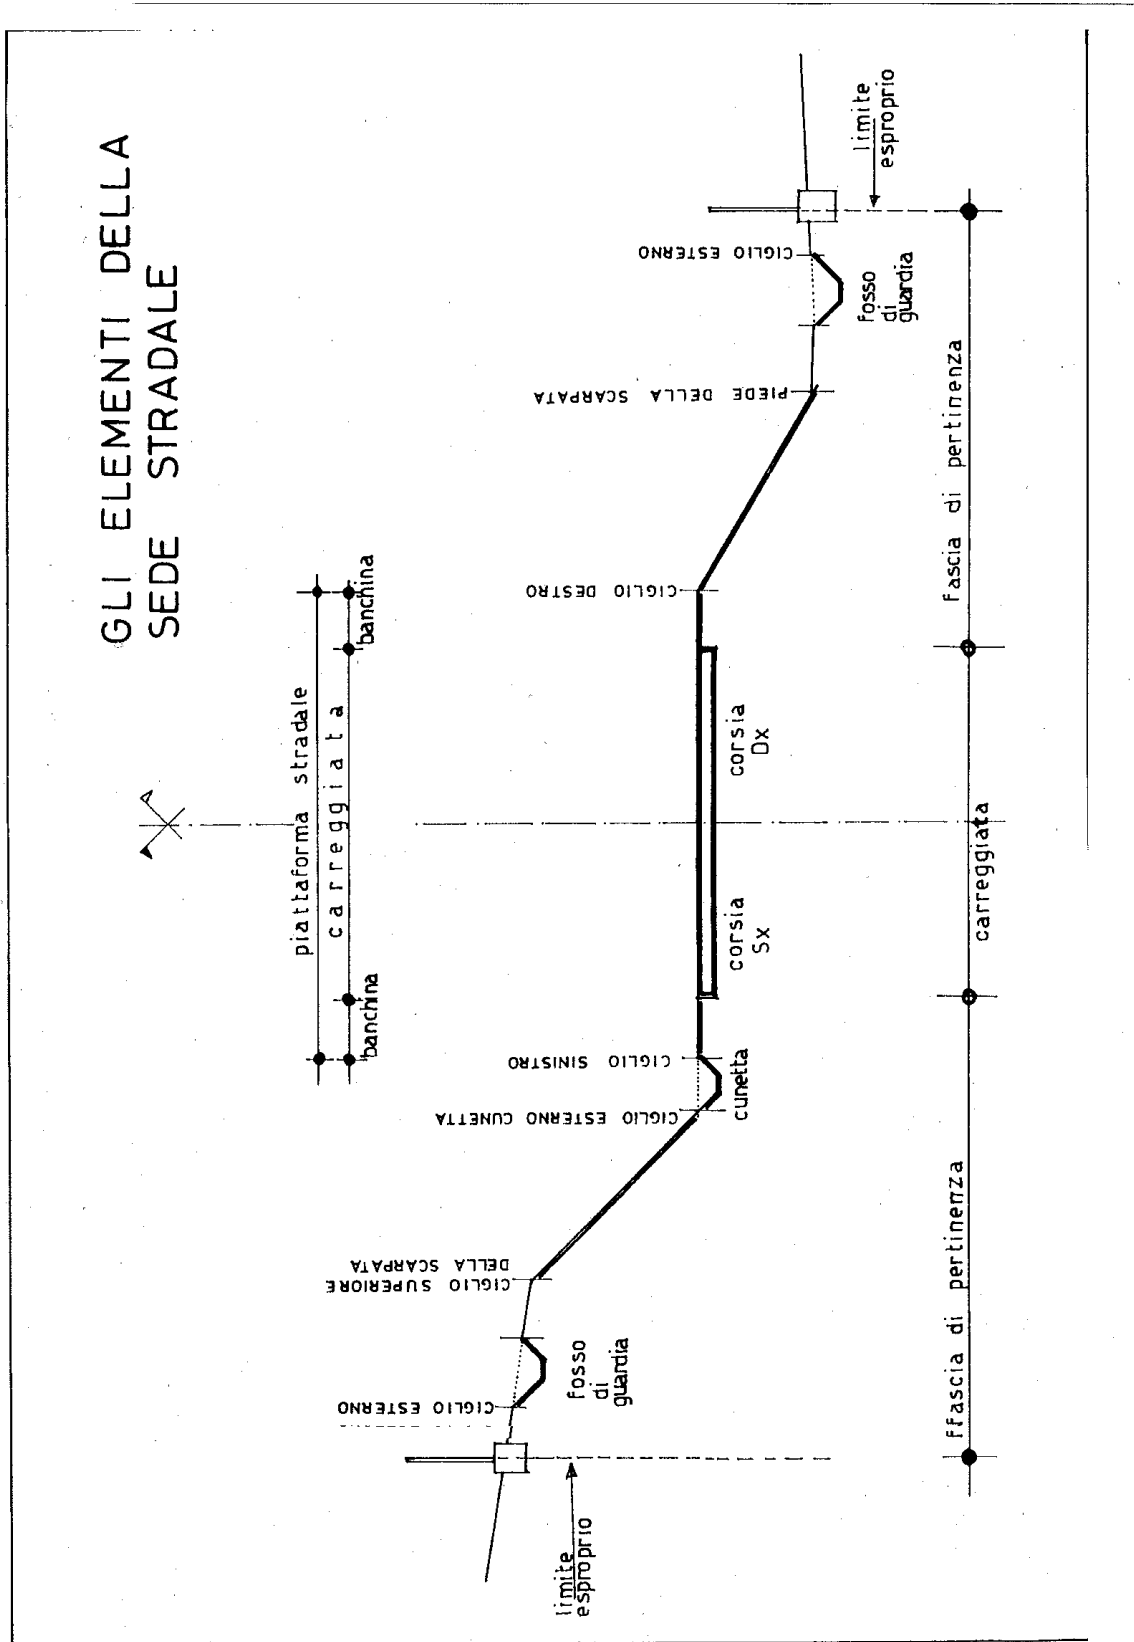 GLI ELEMENTI DELLA
SEDE STRADALE
piattaforma stradale
banchina
carreggiata
banchina
CIGLIO ESTERNO
CIGLIO SUPERIORE
DELLA SCARPATA
CIGLIO ESTERNO CUNETTA
CIGLIO SINISTRO
CIGLIO DESTRO
PIEDE DELLA SCARPATA
CIGLIO ESTERNO
limite
esproprio
fosso
di
guardia
cunetta
corsia
Sx
corsia
Dx
fosso
di
guardia
limite
esproprio
ffascia di pertinenza
carreggiata
fascia di pertinenza